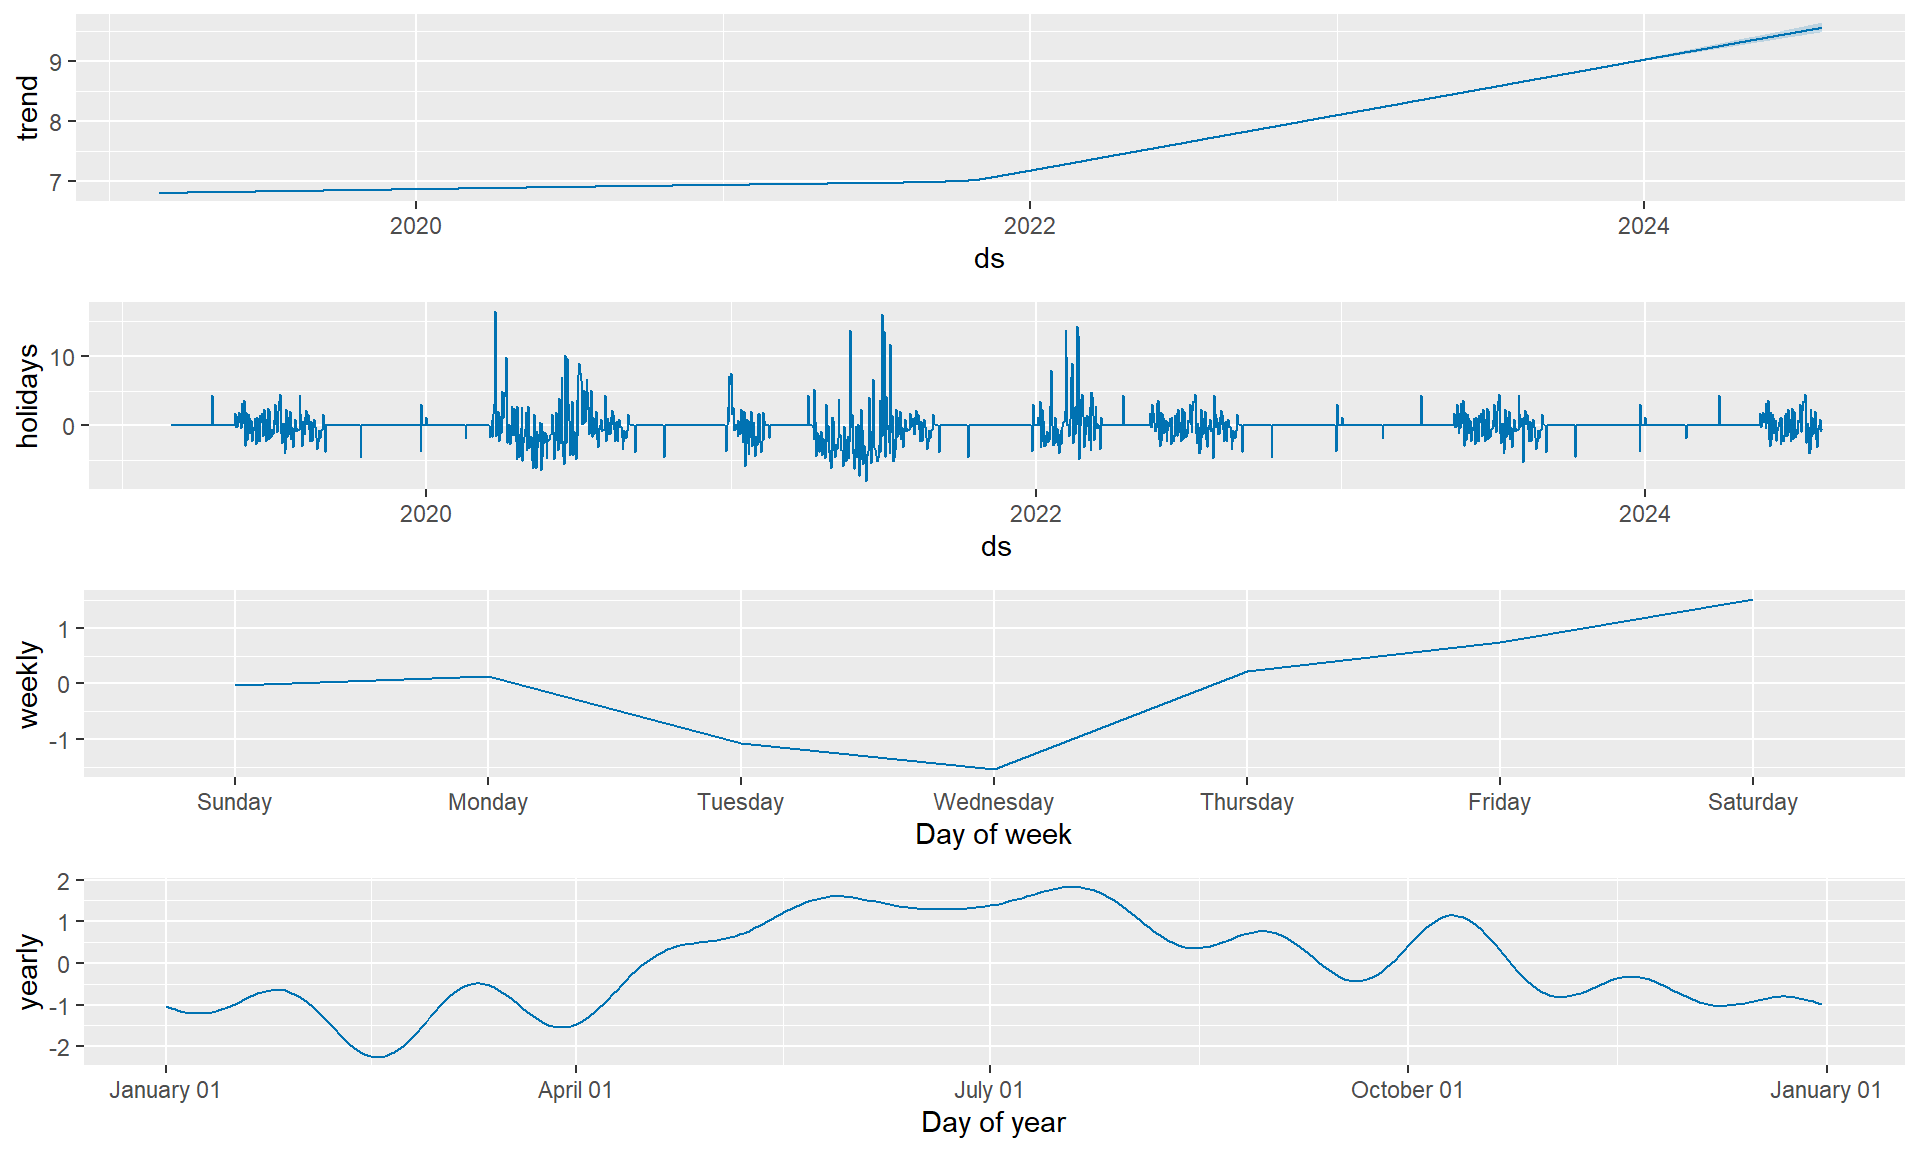 trend
9
8
7
2020 2022 2024
ds
holidays
10
0
2020 2022 2024
ds
weekly
1
0
-1
Sunday Monday Tuesday Wednesday Thursday Friday Saturday
Day of week
yearly
2
1
0
-1
-2
January 01 April 01 July 01 October 01 January 01
Day of year